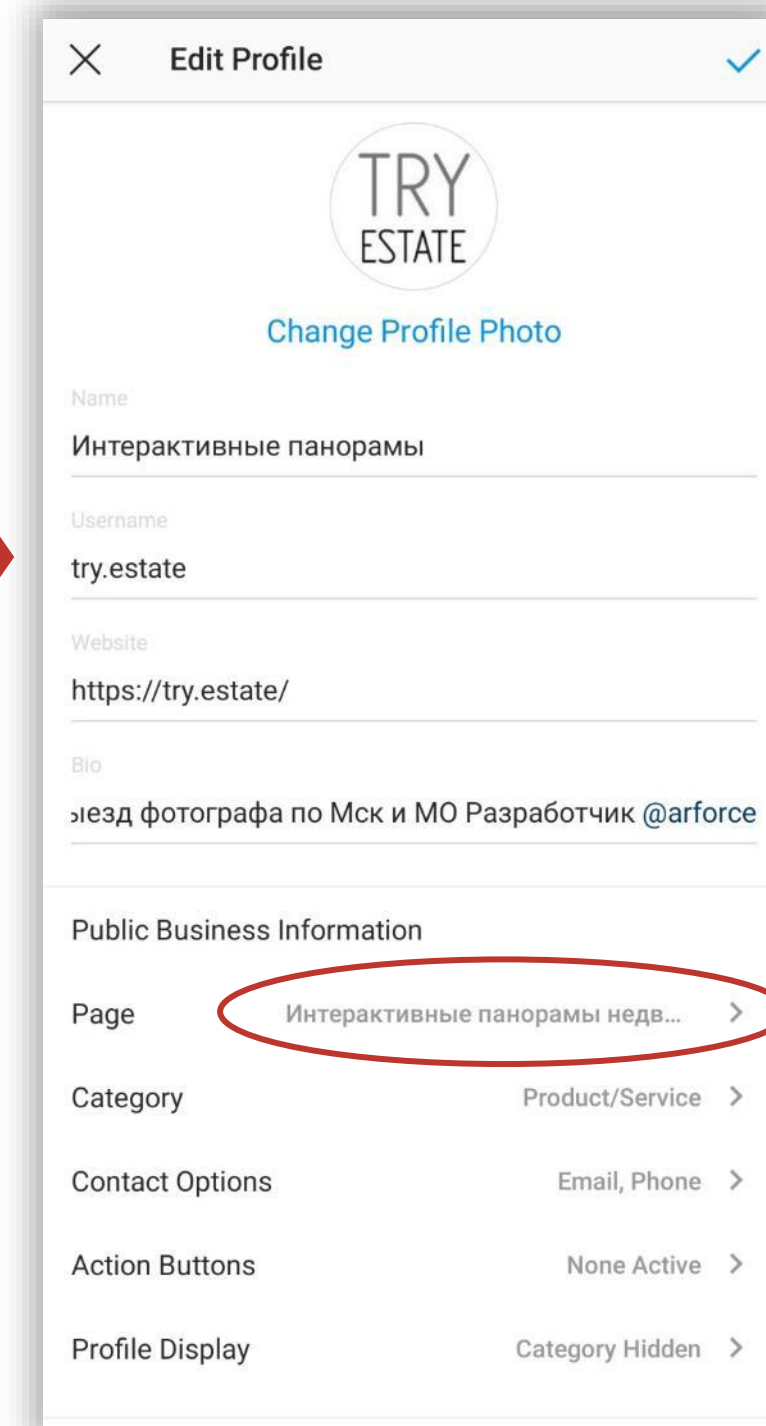 Edit Profile
TRY
ESTATE
Change Profile Photo
Name
Интерактивные панорамы
Username
try.estate
Website
https://try.estate/
Bio
ыезд фотографа по Мск и МО Разработчик @arforce
Public Business Information
Page Интерактивные панорамы недв...
Category Product/Service
Contact Options Email, Phone
Action Buttons None Active
Profile Display Category Hidden